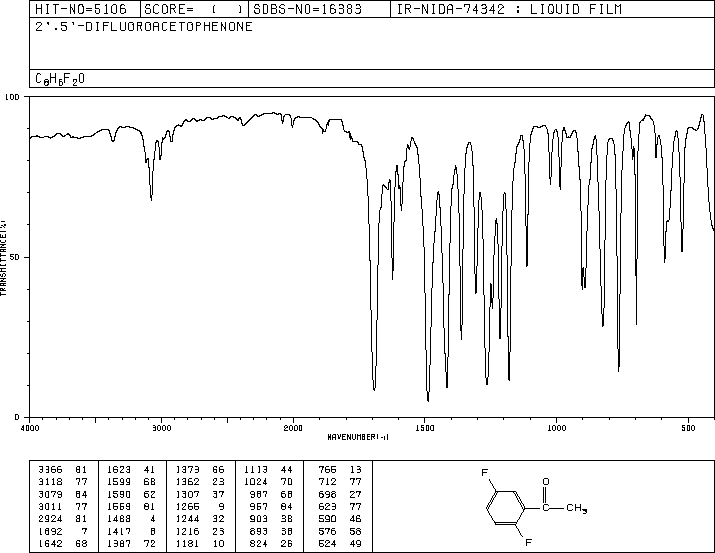 HIT-NO=5106 SCORE= ( ) SDBS-NO=16383 IR-NIDA-74342 : LIQUID FILM
2'.5'-DIFLUOROACETOPHENONE
C8H6F2O
100
50
0
TRANSMITTANCE(%)
4000 3000 2000 1500 1000 500
WAVENUMBER(-1)
3366 81 1623 41 1373 66 1113 44 766 13
3118 77 1599 68 1362 23 1024 70 712 77
3079 64 1590 62 1307 37 987 68 698 27
3011 77 1569 81 1266 9 957 84 623 77
2924 81 1488 4 1244 32 903 38 590 46
1692 7 1417 8 1216 23 893 38 576 58
1642 68 1387 72 1181 10 824 26 524 49
F
O
C
CH3
F